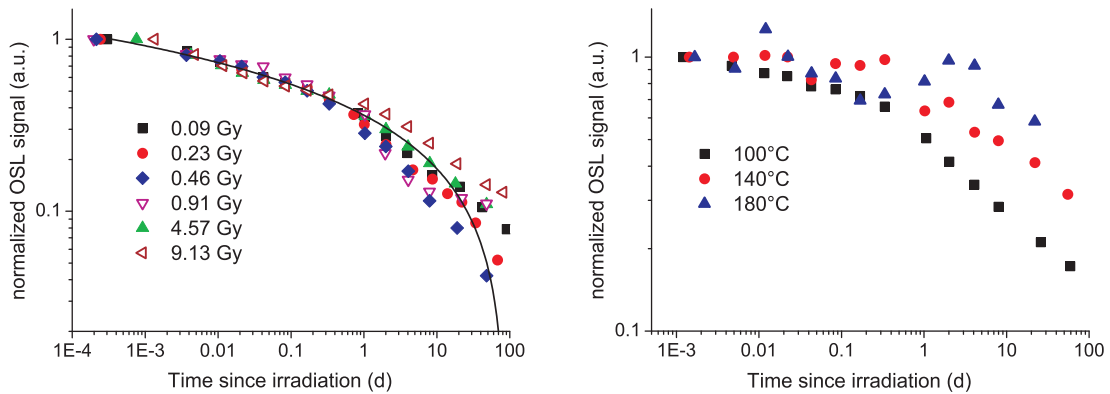 normalized OSL signal (a.u.)
1
0.1
0.09 Gy
0.23 Gy
0.46 Gy
0.91 Gy
4.57 Gy
9.13 Gy
1E-4 1E-3 0.01 0.1 1 10 100
Time since irradiation (d)
normalized OSL signal (a.u.)
1
0.1
100°C
140°C
180°C
1E-3 0.01 0.1 1 10 100
Time since irradiation (d)